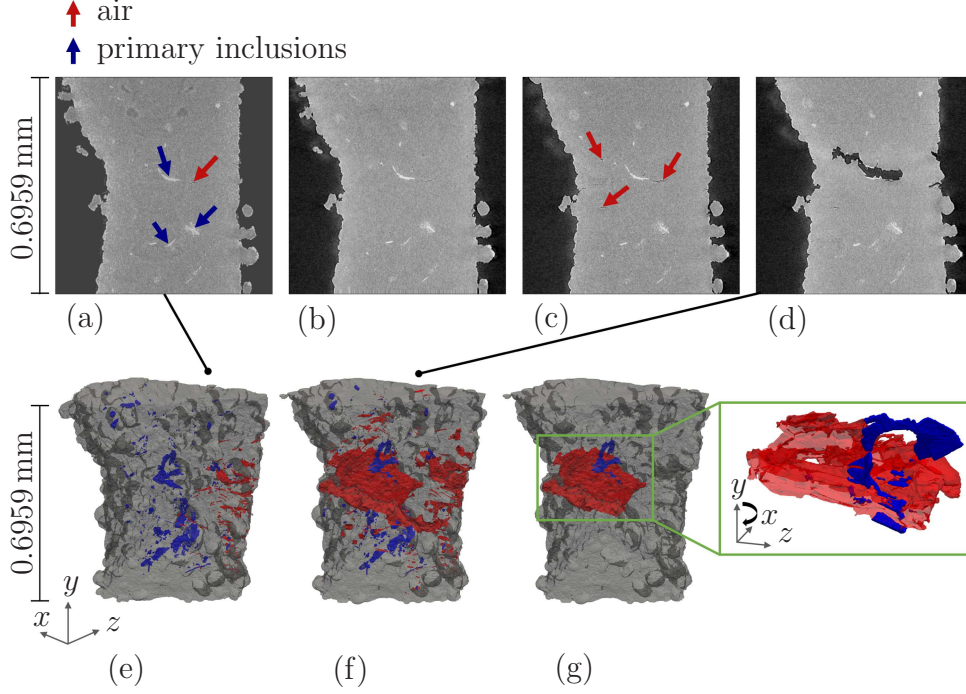 air
primary inclusions
0.6959 mm
(a)
(b)
(c)
(d)
0.6959 mm
y
x
z
y
x
z
(e)
(f)
(g)